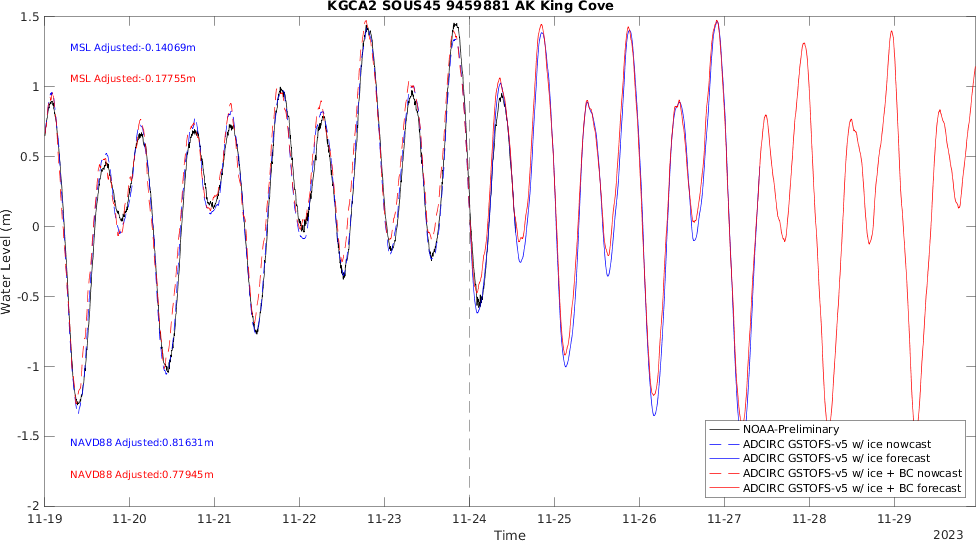 KGCA2 SOUS45 9459881 AK King Cove
1.5
1
0.5
0
-0.5
-1
-1.5
-2
Water Level (m)
MSL Adjusted:-0.14069m
MSL Adjusted:-0.17755m
NAVD88 Adjusted:0.81631m
NAVD88 Adjusted:0.77945m
NOAA-Preliminary
ADCIRC GSTOFS-v5 w/ ice nowcast
ADCIRC GSTOFS-v5 w/ ice forecast
ADCIRC GSTOFS-v5 w/ ice + BC nowcast
ADCIRC GSTOFS-v5 w/ ice + BC forecast
11-19 11-20 11-21 11-22 11-23 11-24 11-25 11-26 11-27 11-28 11-29
Time
2023